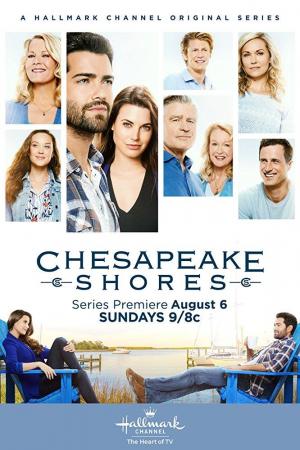 A HALLMARK CHANNEL ORIGINAL SERIES
CHESAPEAKE
SHORES
Series Premiere August 6
SUNDAYS 9/8c
Hallmark
CHANNEL
The Heart of TV